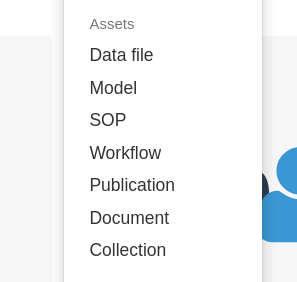 Assets
Data file
Model
SOP
Workflow
Publication
Document
Collection